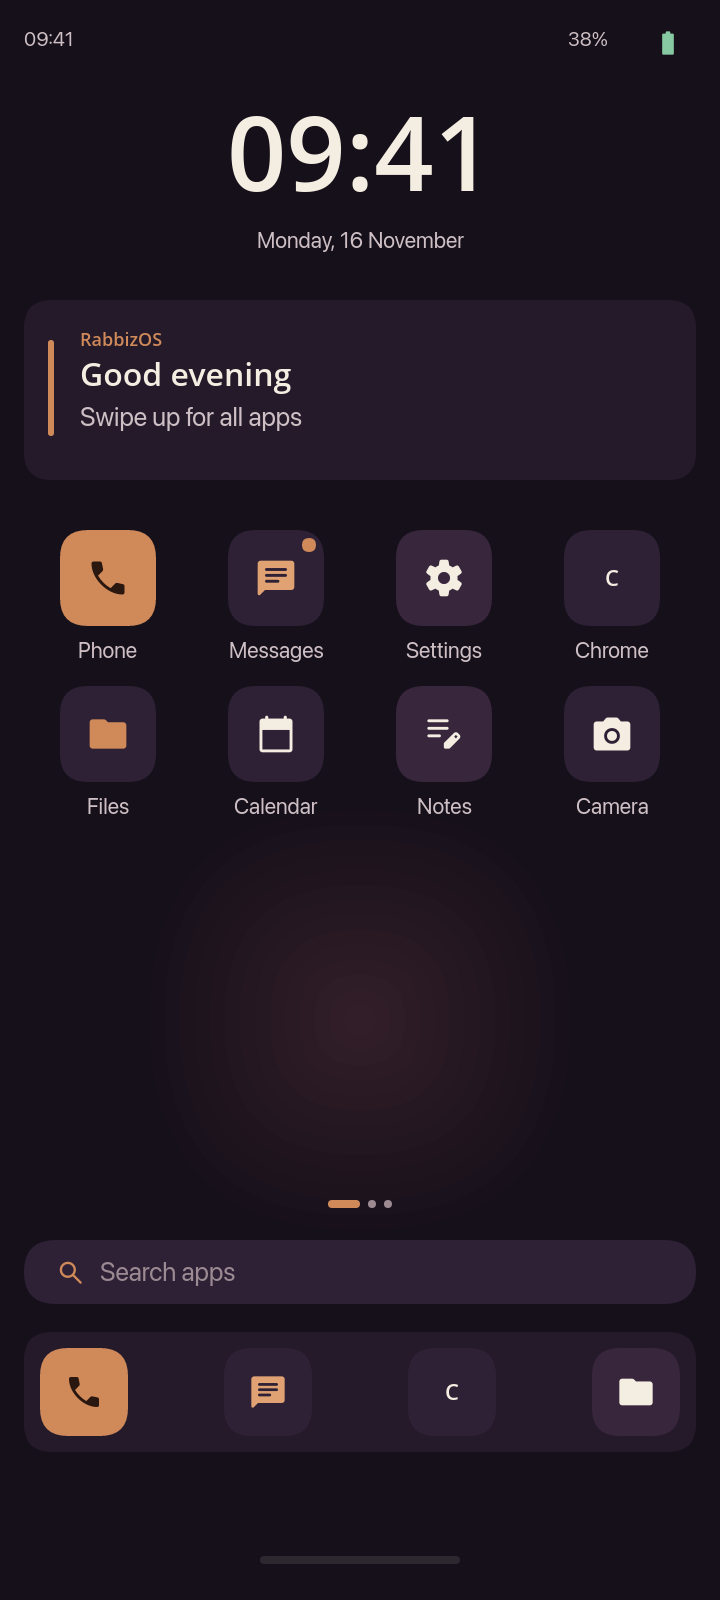 09:41 38%
09:41
Monday, 16 November
RabbizOS
Good evening
Swipe up for all apps
C
Phone Messages Settings Chrome
Files Calendar Notes Camera
Search apps
C